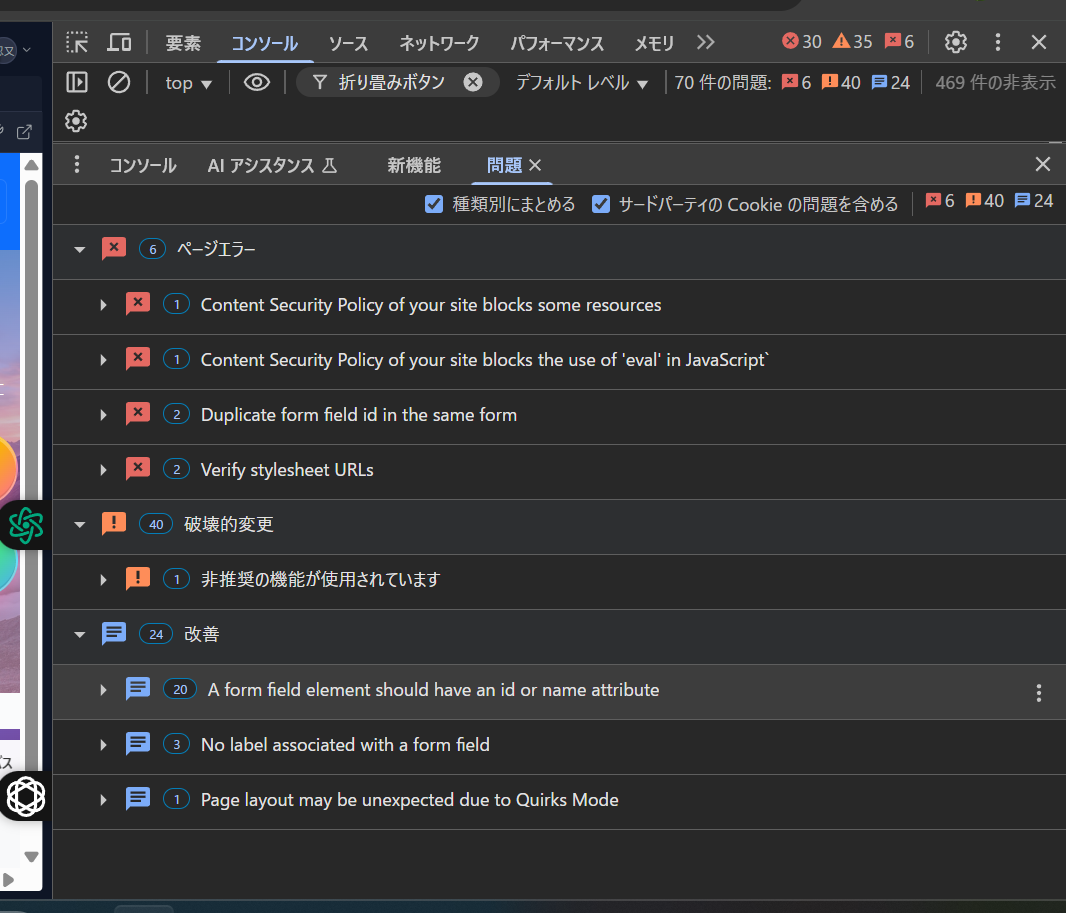 要素 コンソール ソース ネットワーク パフォーマンス メモリ 30 35 6
top 折り畳みボタン デフォルト レベル 70 件の問題: 6 40 24 469 件の非表示
コンソール AI アシスタンス 新機能 問題
種類別にまとめる サードパーティの Cookie の問題を含める 6 40 24
6 ページエラー
1 Content Security Policy of your site blocks some resources
1 Content Security Policy of your site blocks the use of 'eval' in JavaScript`
2 Duplicate form field id in the same form
2 Verify stylesheet URLs
40 破壊的変更
1 非推奨の機能が使用されています
24 改善
20 A form field element should have an id or name attribute
3 No label associated with a form field
1 Page layout may be unexpected due to Quirks Mode